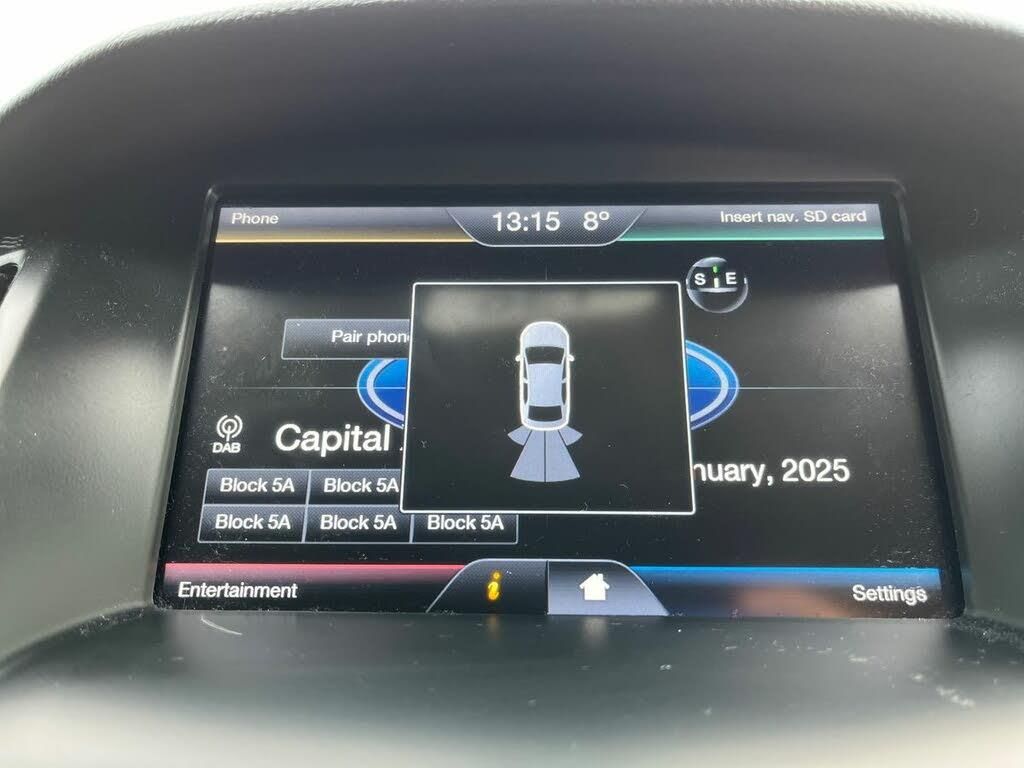 Phone 13:15 8° Insert nav. SD card
S E
Pair phon
DAB Capital
nuary, 2025
Block 5A Block 5A
Block 5A Block 5A Block 5A
Entertainment i Settings